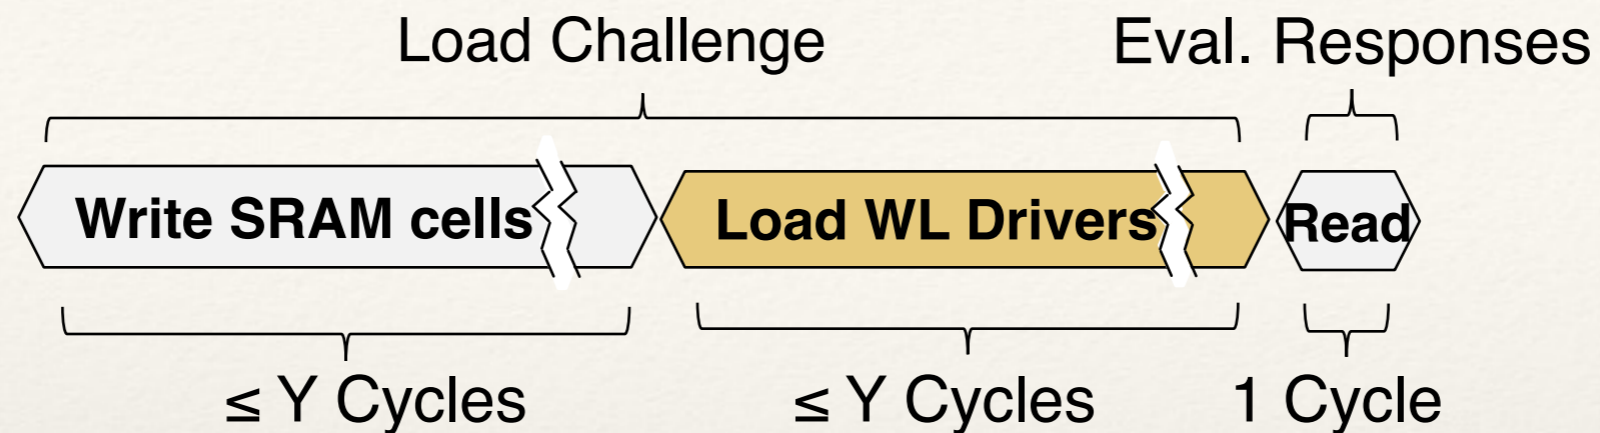 Load Challenge
Eval. Responses
Write SRAM cells
Load WL Drivers
Read
≤ Y Cycles
≤ Y Cycles
1 Cycle